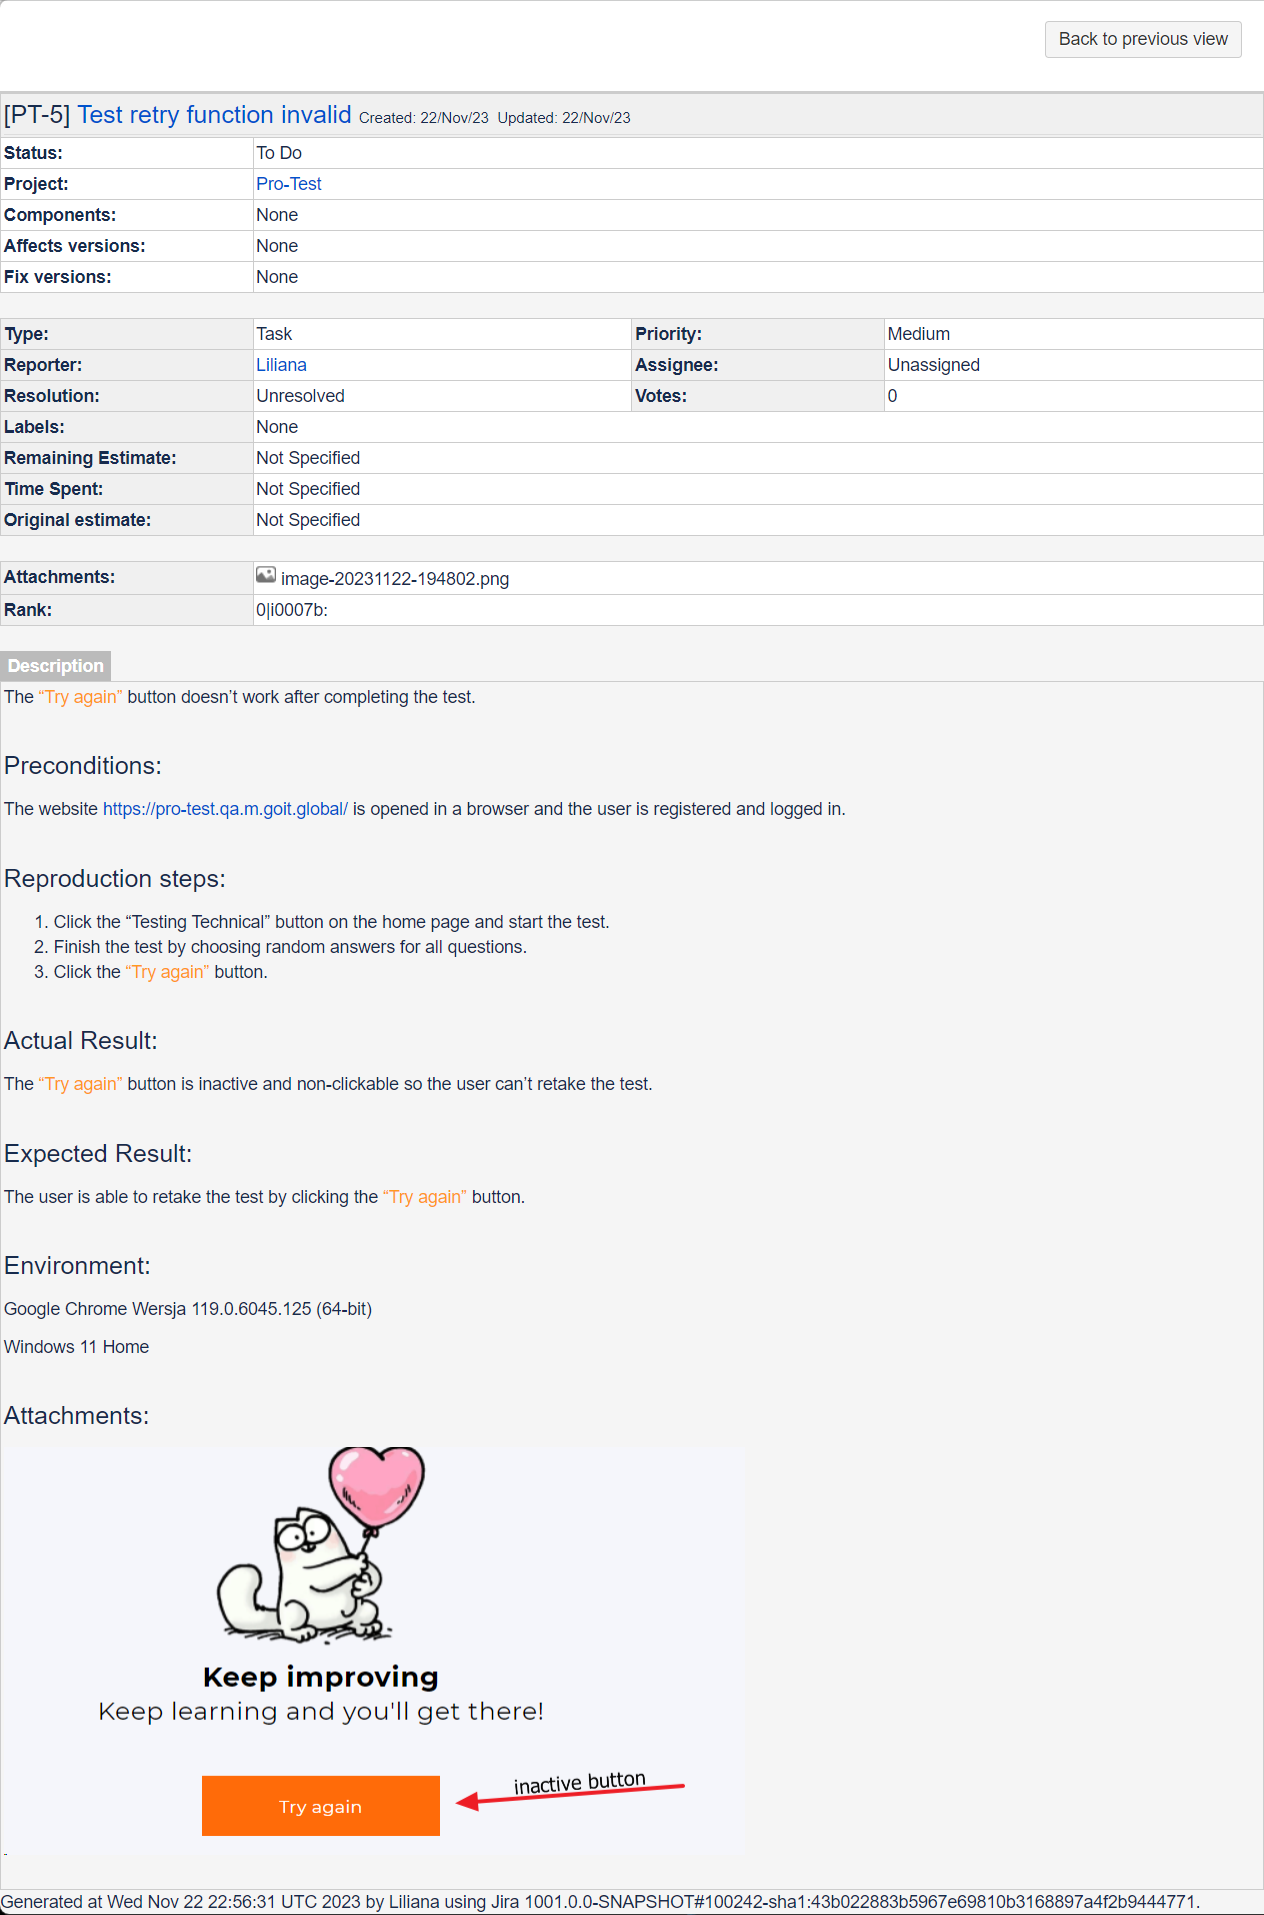 Back to previous view
[PT-5] Test retry function invalid Created: 22/Nov/23 Updated: 22/Nov/23
Status: To Do
Project: Pro-Test
Components: None
Affects versions: None
Fix versions: None
Type: Task Priority: Medium
Reporter: Liliana Assignee: Unassigned
Resolution: Unresolved Votes: 0
Labels: None
Remaining Estimate: Not Specified
Time Spent: Not Specified
Original estimate: Not Specified
Attachments: image-20231122-194802.png
Rank: 0|i0007b:
Description
The “Try again” button doesn’t work after completing the test.
Preconditions:
The website https://pro-test.qa.m.goit.global/ is opened in a browser and the user is registered and logged in.
Reproduction steps:
1. Click the “Testing Technical” button on the home page and start the test.
2. Finish the test by choosing random answers for all questions.
3. Click the “Try again” button.
Actual Result:
The “Try again” button is inactive and non-clickable so the user can’t retake the test.
Expected Result:
The user is able to retake the test by clicking the “Try again” button.
Environment:
Google Chrome Wersja 119.0.6045.125 (64-bit)
Windows 11 Home
Attachments:
Keep improving
Keep learning and you'll get there!
inactive button
Try again
Generated at Wed Nov 22 22:56:31 UTC 2023 by Liliana using Jira 1001.0.0-SNAPSHOT#100242-sha1:43b022883b5967e69810b3168897a4f2b9444771.